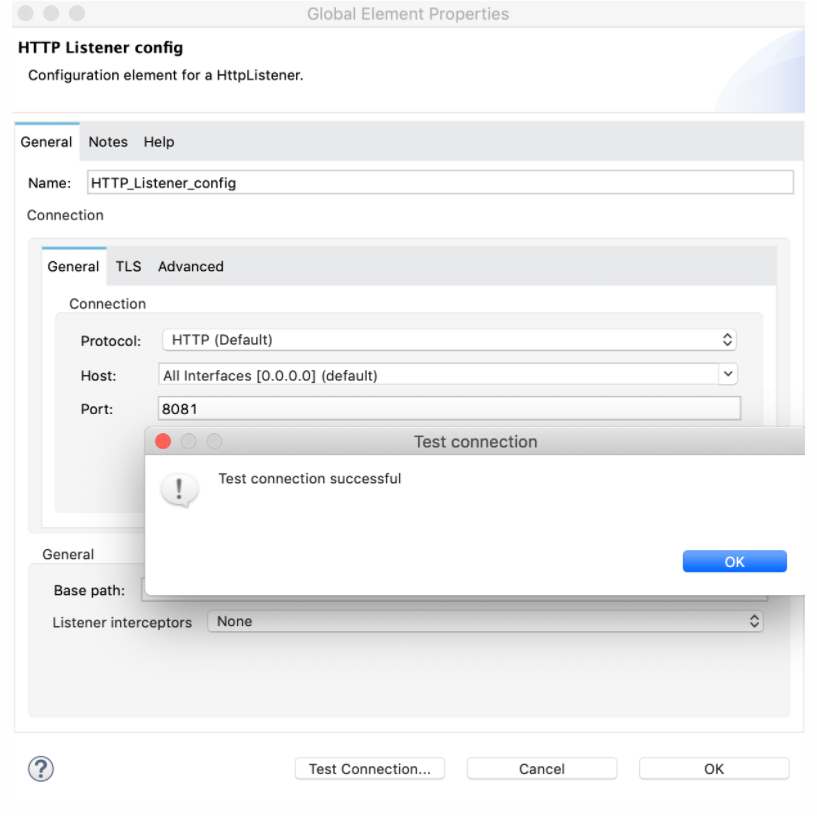 Global Element Properties
HTTP Listener config
Configuration element for a HttpListener.
General Notes Help
Name: HTTP_Listener_config
Connection
General TLS Advanced
Connection
Protocol: HTTP (Default)
Host: All Interfaces [0.0.0.0] (default)
Port: 8081
Test connection
Test connection successful
OK
General
Base path:
Listener interceptors None
Test Connection... Cancel OK